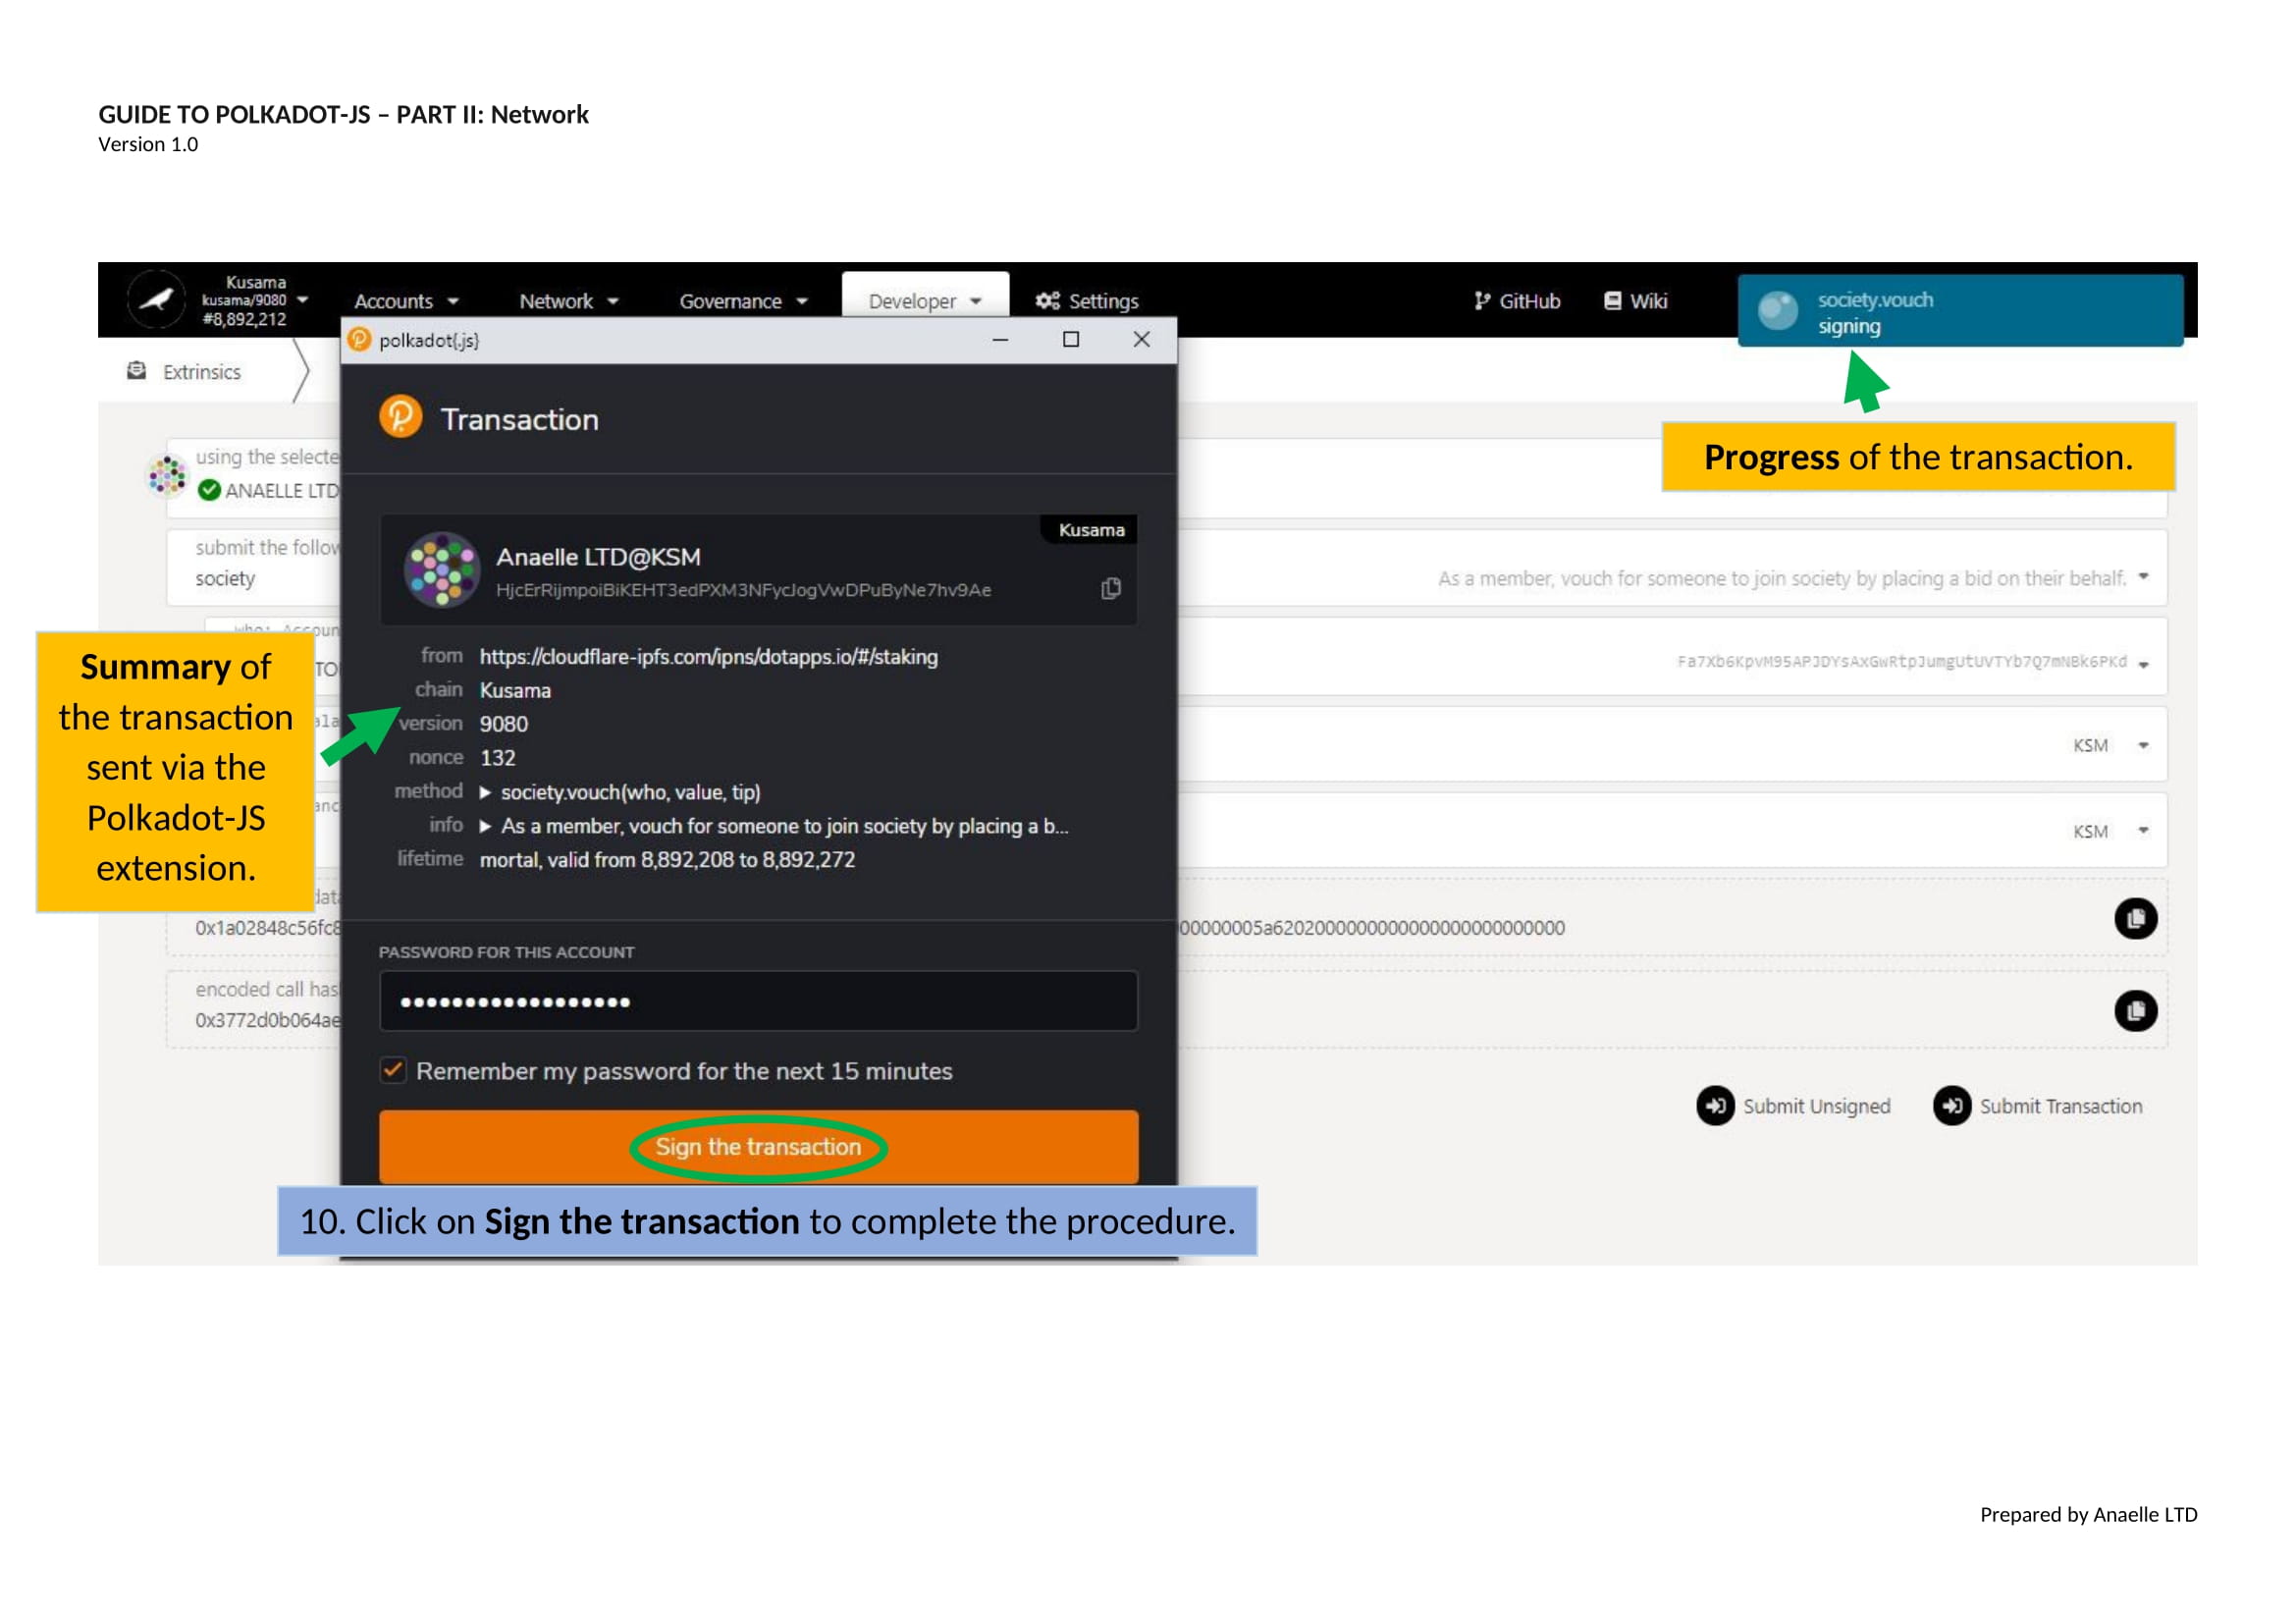 GUIDE TO POLKADOT-JS – PART II: Network
Version 1.0
Kusama
kusama/9080
#8,892,212
Accounts
Network
Governance
Developer
Settings
GitHub
Wiki
society.vouch
signing
polkadot{.js}
Extrinsics
Transaction
Progress of the transaction.
using the selecte
ANAELLE LTD
Kusama
Anaelle LTD@KSM
HjcErRijmpoiBiKEHT3edPXM3NFycJogVwDPuByNe7hv9Ae
submit the follow
society
As a member, vouch for someone to join society by placing a bid on their behalf.
Fa7Xb6KpvM95APJDYsAxGwRtpJumgUtUVTYb7Q7mNBk6PKd
Summary of
the transaction
sent via the
Polkadot-JS
extension.
from https://cloudflare-ipfs.com/ipns/dotapps.io/#/staking
chain Kusama
version 9080
nonce 132
method society.vouch(who, value, tip)
info As a member, vouch for someone to join society by placing a b...
lifetime mortal, valid from 8,892,208 to 8,892,272
KSM
KSM
0x1a02848c56fc8
PASSWORD FOR THIS ACCOUNT
••••••••••••••••••
encoded call has
0x3772d0b064ae
Remember my password for the next 15 minutes
Sign the transaction
Submit Unsigned
Submit Transaction
10. Click on Sign the transaction to complete the procedure.
Prepared by Anaelle LTD